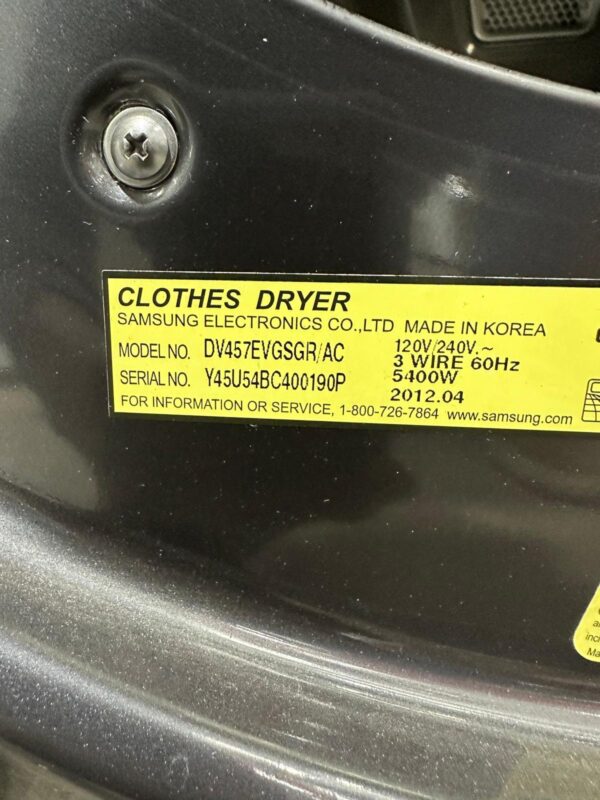 CLOTHES DRYER
SAMSUNG ELECTRONICS CO.,LTD MADE IN KOREA
MODEL NO. DV457EVGSGR/AC 120V/240V.~
3 WIRE 60Hz
SERIAL NO. Y45U54BC400190P 5400W
2012.04
FOR INFORMATION OR SERVICE, 1-800-726-7864 www.samsung.com